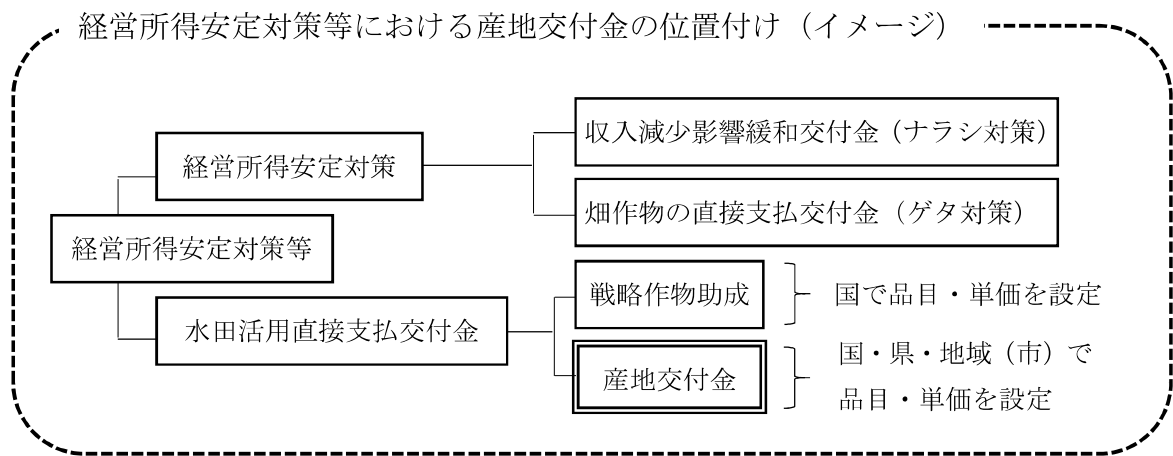 経営所得安定対策等における産地交付金の位置付け（イメージ）
収入減少影響緩和交付金（ナラシ対策）
経営所得安定対策
畑作物の直接支払交付金（ゲタ対策）
経営所得安定対策等
戦略作物助成
国で品目・単価を設定
水田活用直接支払交付金
産地交付金
国・県・地域（市）で
品目・単価を設定